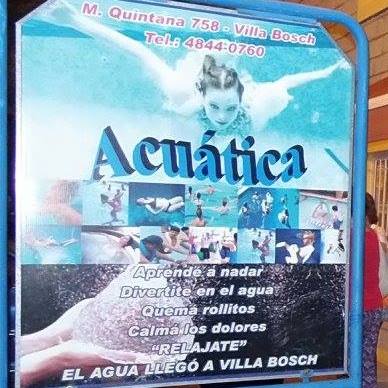 M. Quintana 758 - Villa Bosch
Tel.: 4844-0760
Acuática
Aprende a nadar
Divertite en el agua
Quemá rollitos
Calmá los dolores
"RELAJATE"
EL AGUA LLEGÓ A VILLA BOSCH